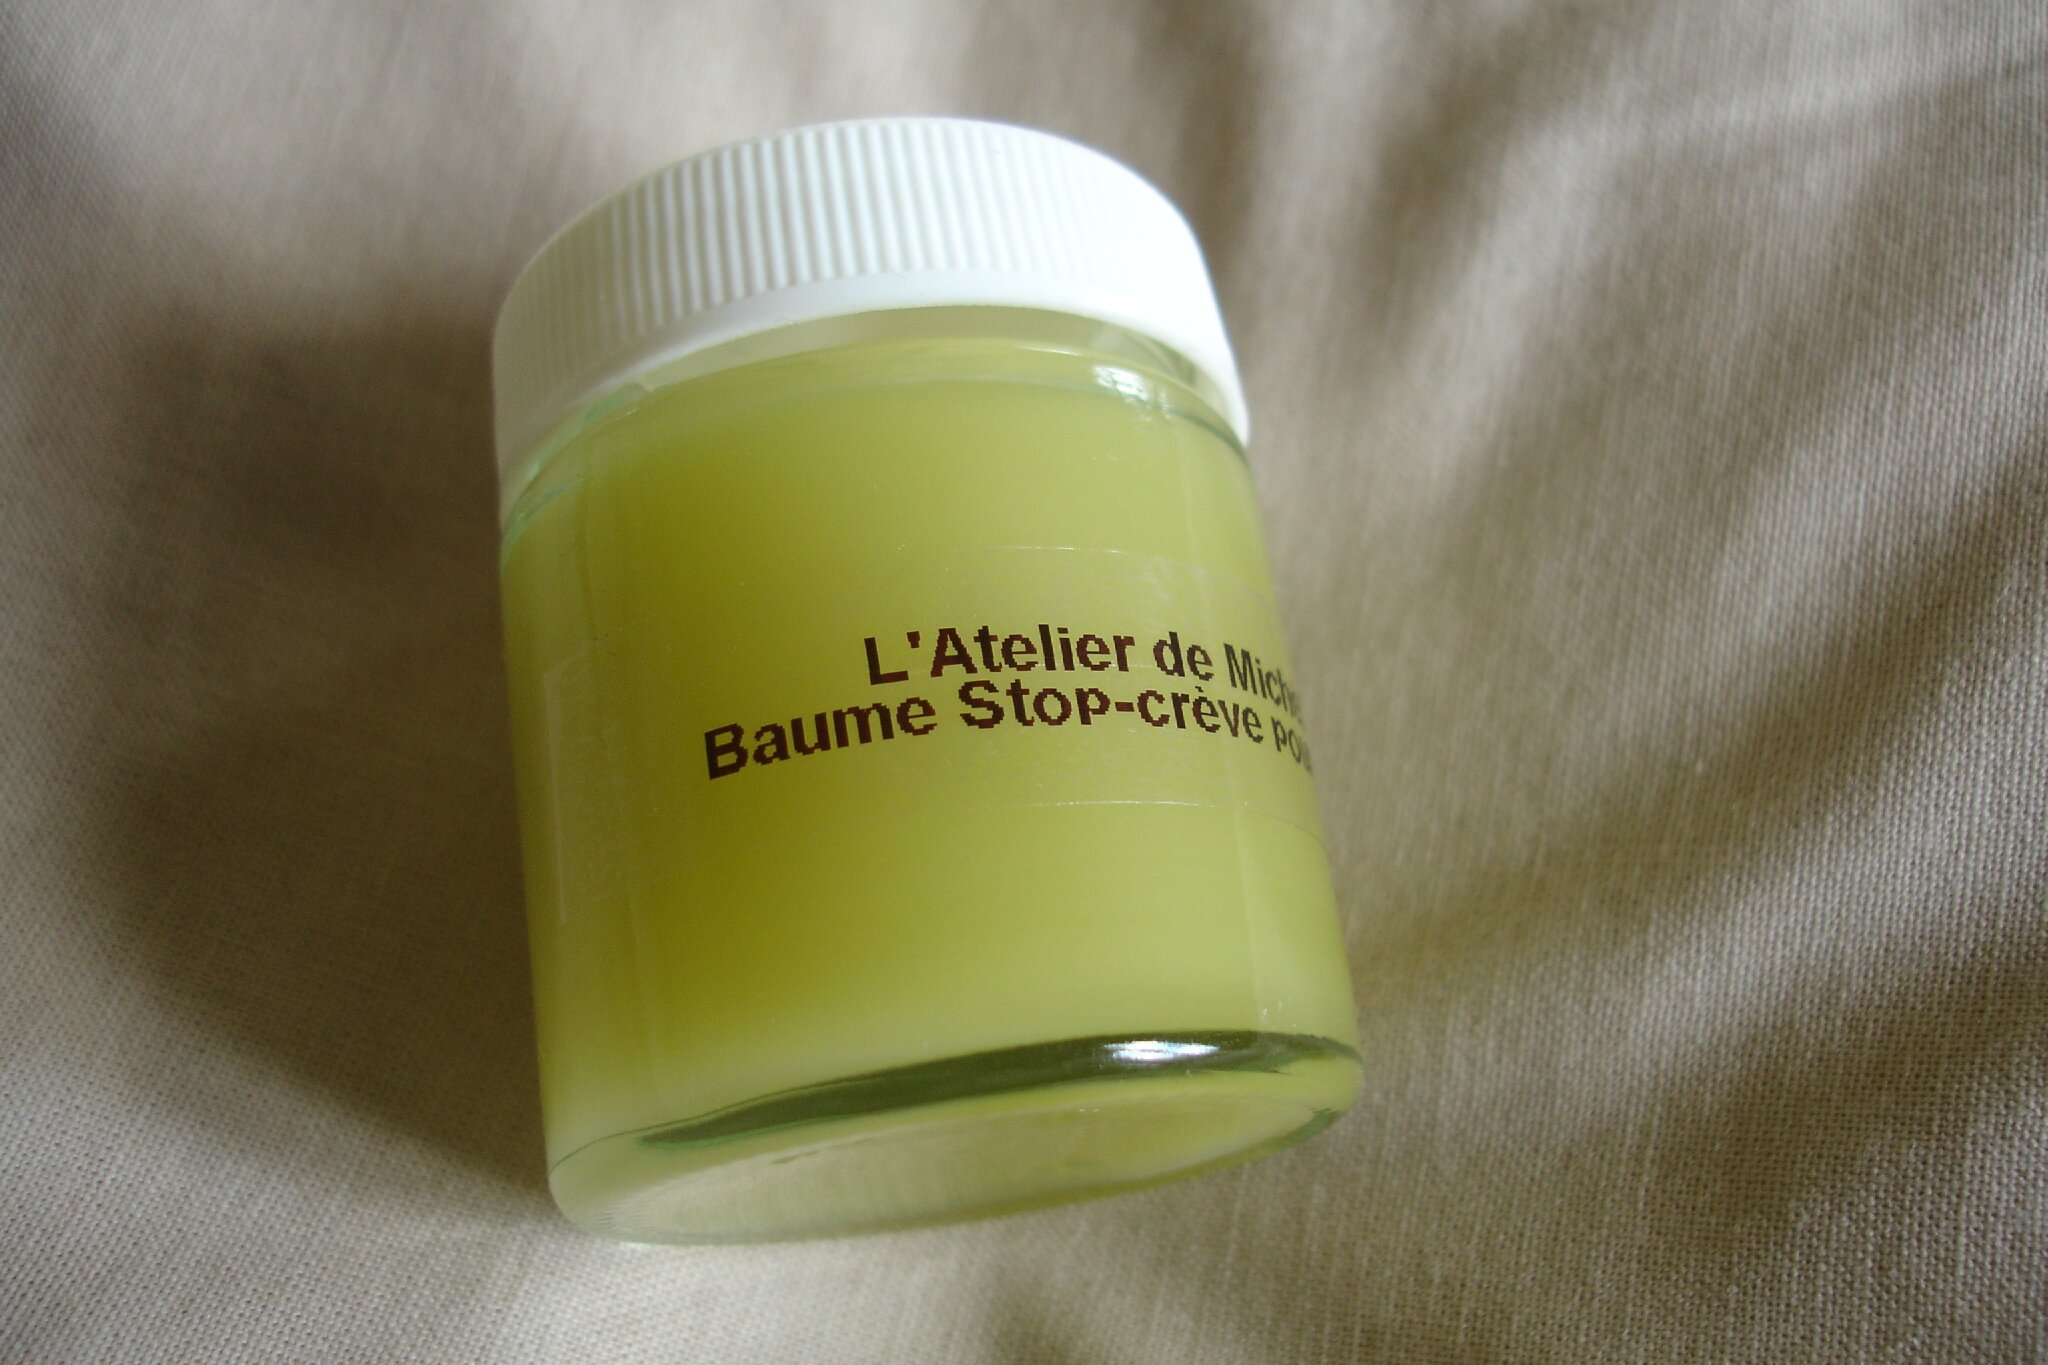 L'Atelier de
Baume Stop-crève